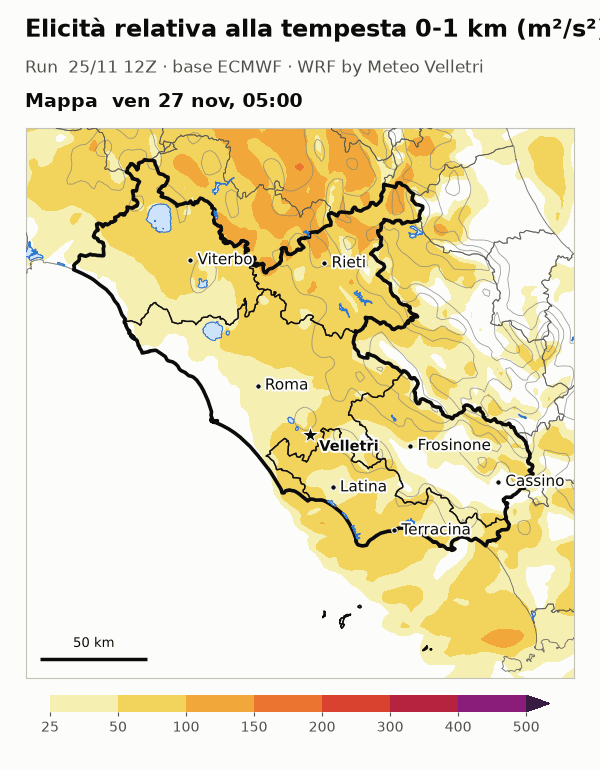 Elicità relativa alla tempesta 0-1 km (m²/s²)
Run 25/11 12Z · base ECMWF · WRF by Meteo Velletri
Mappa ven 27 nov, 05:00
Viterbo
Rieti
Roma
Velletri
Frosinone
Cassino
Latina
Terracina
50 km
25 50 100 150 200 300 400 500